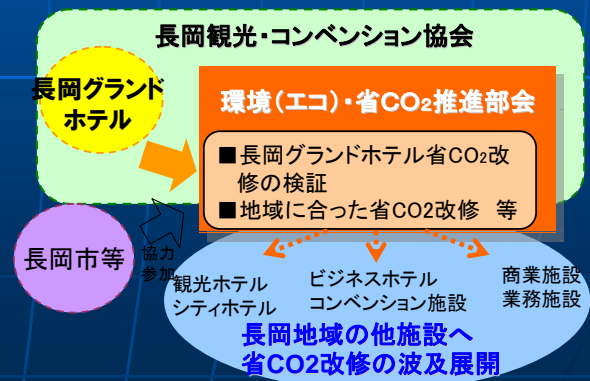 長岡観光・コンベンション協会
長岡グランド
ホテル
環境(エコ)・省CO₂推進部会
■長岡グランドホテル省CO₂改
修の検証
■地域に合った省CO2改修 等
長岡市等
協力
参加
観光ホテル
シティホテル
ビジネスホテル
コンベンション施設
商業施設
業務施設
長岡地域の他施設へ
省CO2改修の波及展開